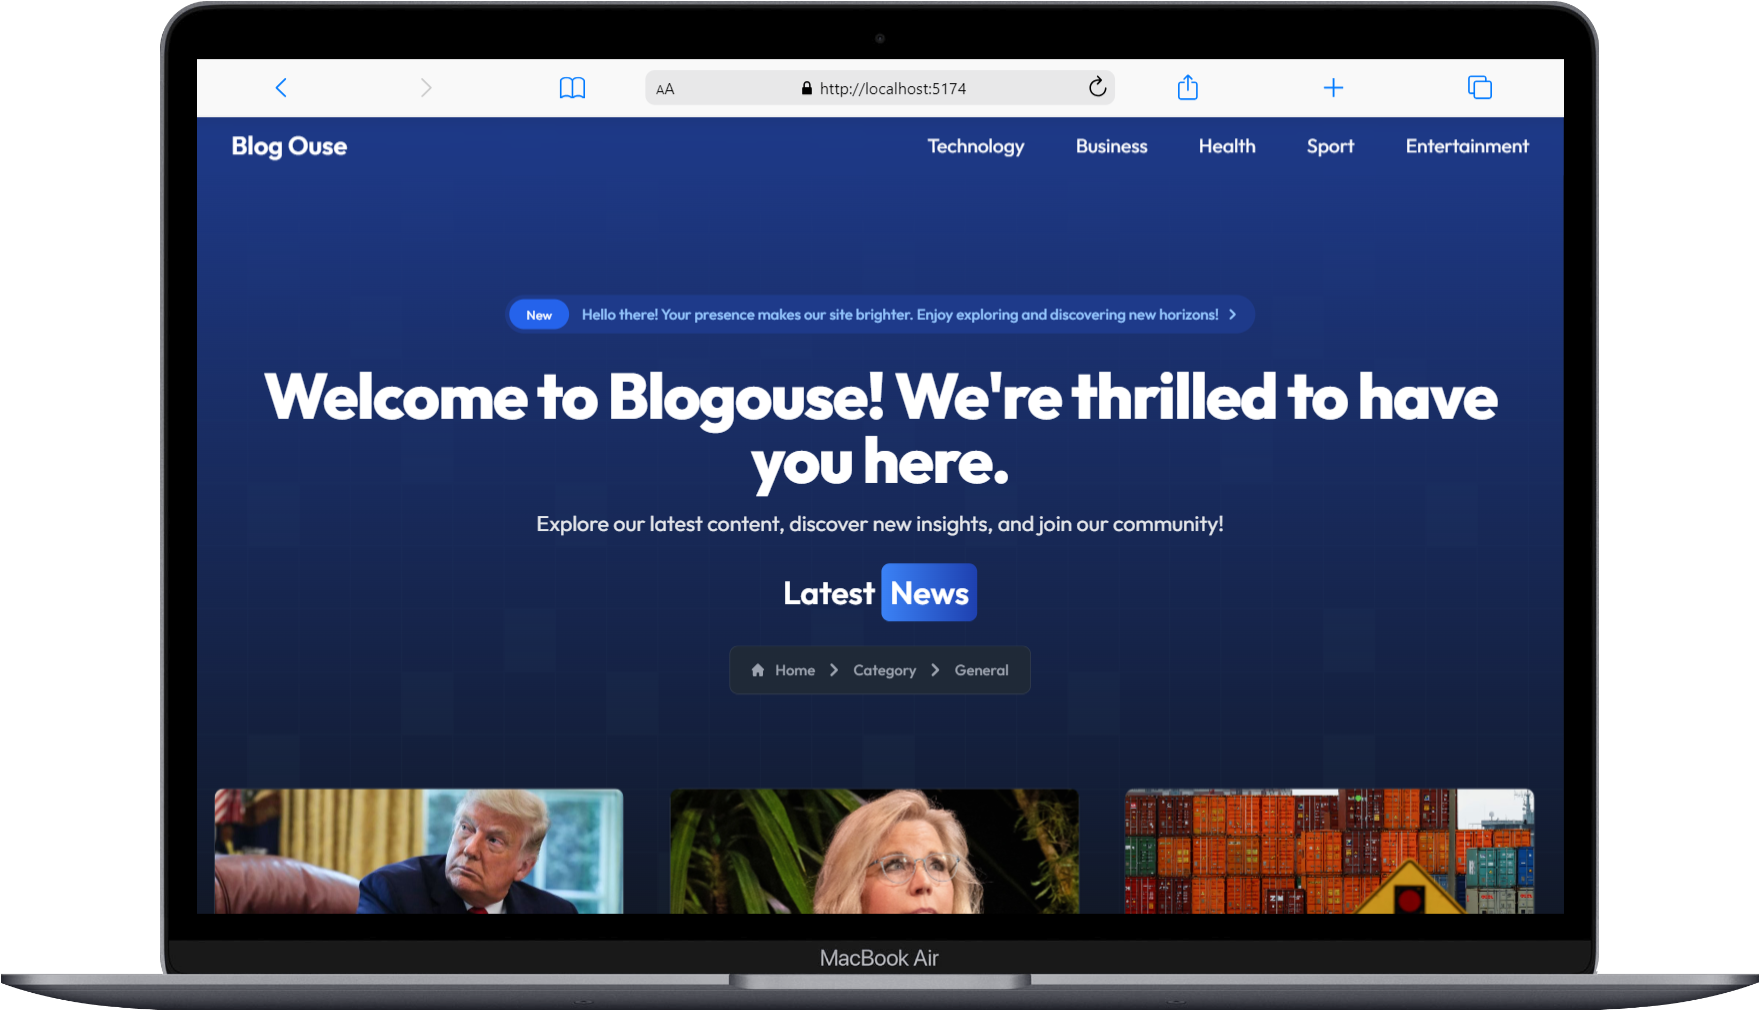 AA http://localhost:5174
Blog Ouse Technology Business Health Sport Entertainment
New Hello there! Your presence makes our site brighter. Enjoy exploring and discovering new horizons!
Welcome to Blogouse! We're thrilled to have
you here.
Explore our latest content, discover new insights, and join our community!
Latest News
Home Category General
MacBook Air